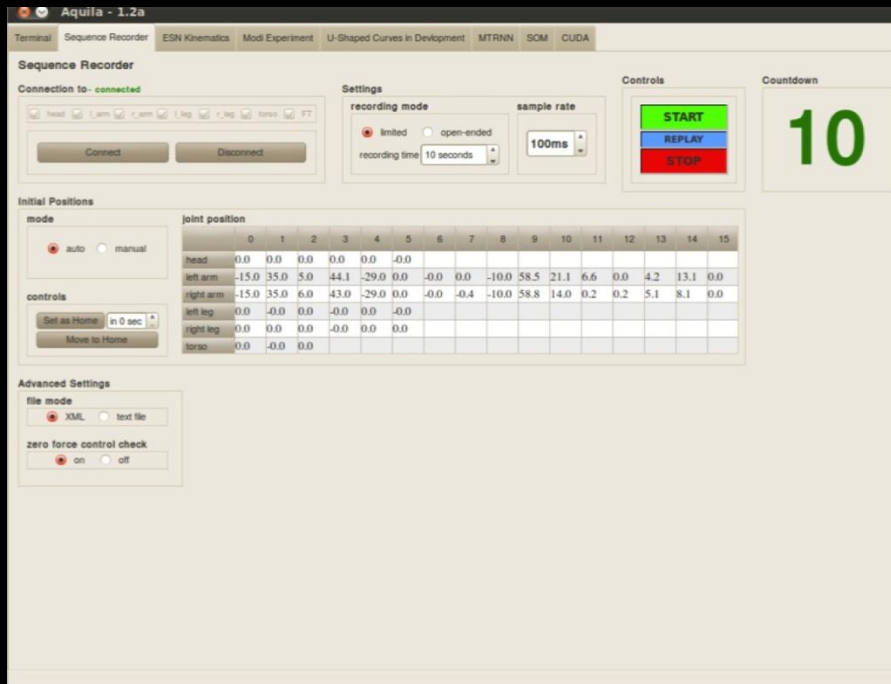 Aquila - 1.2a
Terminal Sequence Recorder ESN Kinematics Modi Experiment U-Shaped Curves in Devlopment MTRNN SOM CUDA
Sequence Recorder
Connection to- connected
head l_arm r_arm l_leg r_leg torso FT
Connect Disconnect
Settings
recording mode
limited open-ended
recording time 10 seconds
sample rate
100ms
Controls
START
REPLAY
STOP
Countdown
10
Initial Positions
mode
auto manual
controls
Set as Home in 0 sec
Move to Home
joint position
0 1 2 3 4 5 6 7 8 9 10 11 12 13 14 15
head 0.0 0.0 0.0 0.0 0.0 -0.0
left arm -15.0 35.0 5.0 44.1 -29.0 0.0 -0.0 0.0 -10.0 58.5 21.1 6.6 0.0 4.2 13.1 0.0
right arm -15.0 35.0 6.0 43.0 -29.0 0.0 -0.0 -0.4 -10.0 58.8 14.0 0.2 0.2 5.1 8.1 0.0
left leg 0.0 -0.0 0.0 -0.0 0.0 -0.0
right leg 0.0 0.0 0.0 -0.0 0.0 0.0
torso 0.0 -0.0 0.0
Advanced Settings
file mode
XML text file
zero force control check
on off